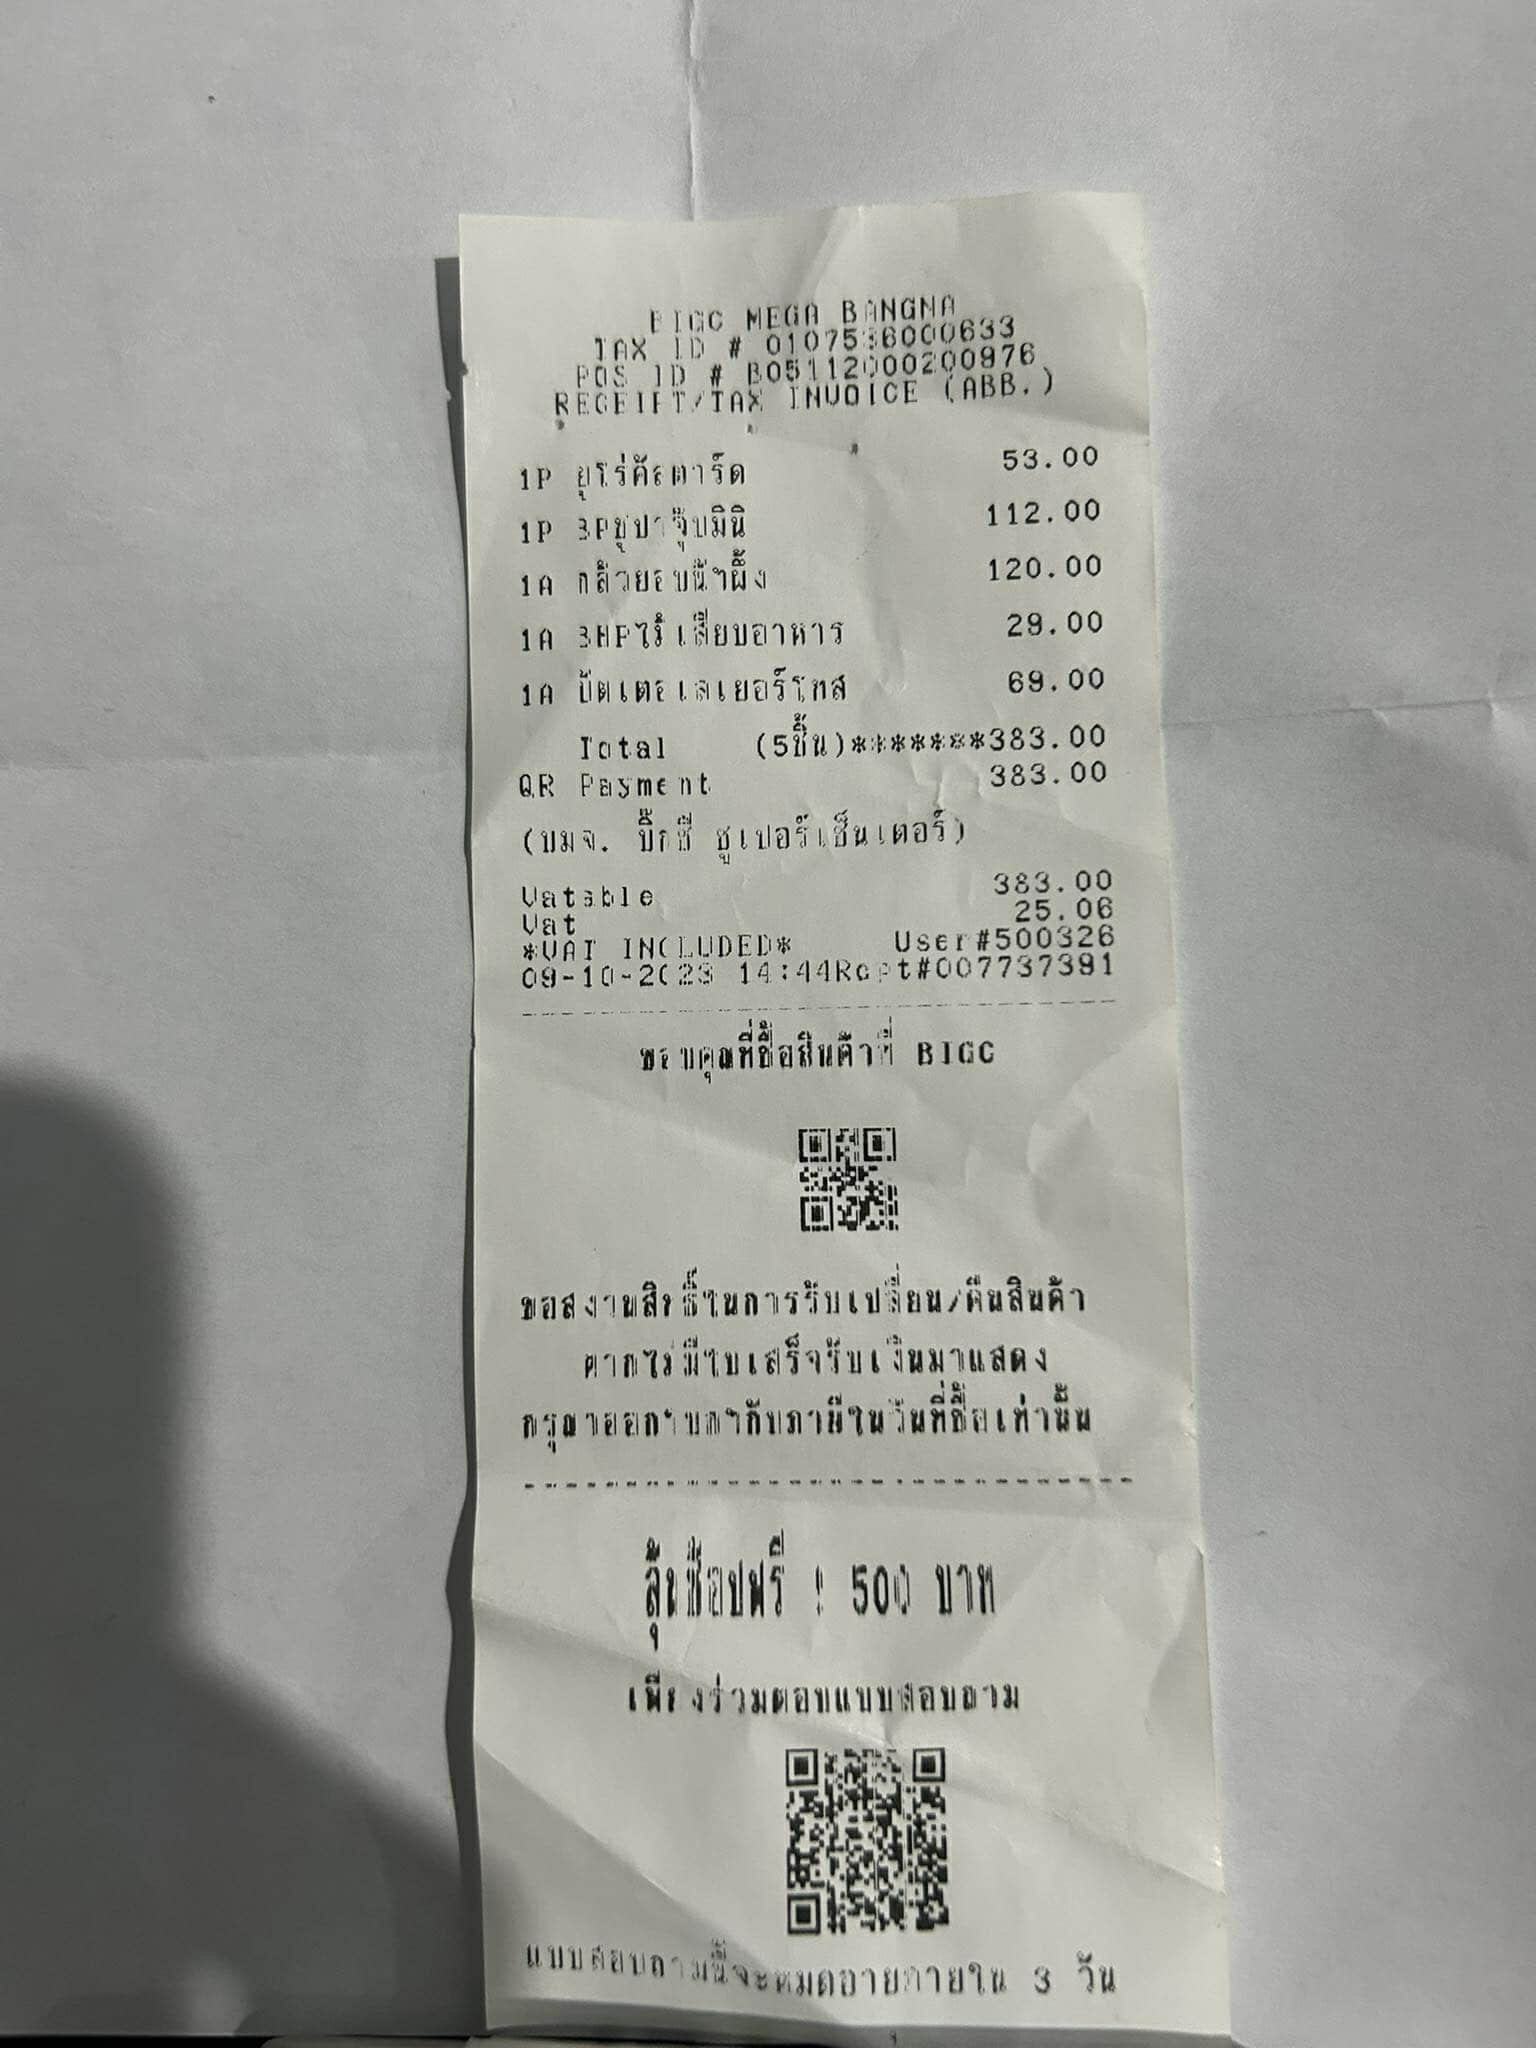 BIGC MEGA BANGNA
TAX ID # 0107536000633
POS ID # B05112000200976
RECEIPT/TAX INVOICE (ABB.)
1P ยูโร่คัสตาร์ด 53.00
1P BPชูปาจุ๊บมินิ 112.00
1A กล้วยอบน้ำผึ้ง 120.00
1A BHPไม้เสียบอาหาร 29.00
1A บัตเตอเลเยอร์โทส 69.00
Total (5ชิ้น)*******383.00
QR Payment 383.00
(บมจ. บิ๊กซี ซูเปอร์เซ็นเตอร์)
Vatable 383.00
Vat 25.06
*VAT INCLUDED* User#500326
09-10-2023 14:44Rcpt#007737391
ขอบคุณที่ซื้อสินค้าที่ BIGC
ขอสงวนสิทธิ์ในการรับเปลี่ยน/คืนสินค้า
หากไม่มีใบเสร็จรับเงินมาแสดง
กรุณาออกใบกำกับภาษีในวันที่ซื้อเท่านั้น
ลุ้นช้อปฟรี ! 500 บาท
เพียงร่วมตอบแบบสอบถาม
แบบสอบถามนี้จะหมดอายุภายใน 3 วัน